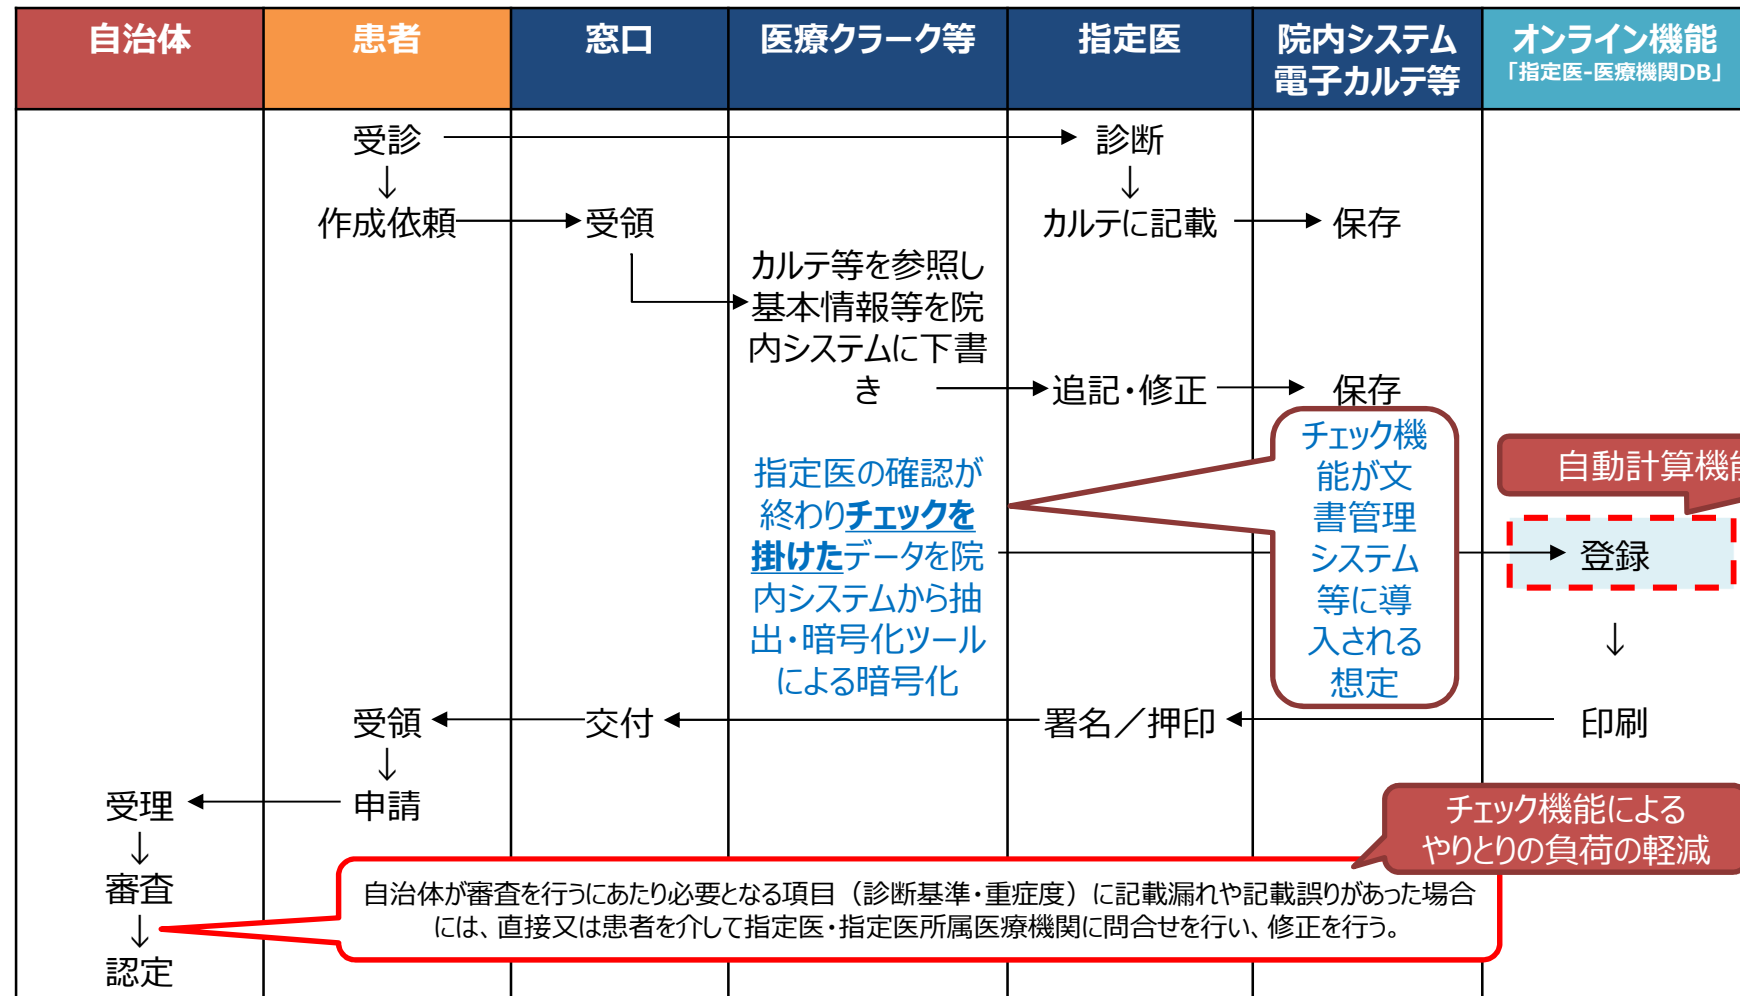 自治体
患者
窓口
医療クラーク等
指定医
院内システム
電子カルテ等
オンライン機能
「指定医-医療機関DB」
受診
診断
↓
↓
作成依頼
受領
カルテに記載
保存
カルテ等を参照し
基本情報等を院
内システムに下書
き
追記・修正
保存
チェック機
能が文
書管理
システム
等に導
入される
想定
自動計算機能
指定医の確認が
終わりチェックを
掛けたデータを院
内システムから抽
出・暗号化ツール
による暗号化
登録
↓
受領
交付
署名／押印
印刷
↓
受理
申請
↓
審査
↓
認定
チェック機能による
やりとりの負荷の軽減
自治体が審査を行うにあたり必要となる項目（診断基準・重症度）に記載漏れや記載誤りがあった場合
には、直接又は患者を介して指定医・指定医所属医療機関に問合せを行い、修正を行う。